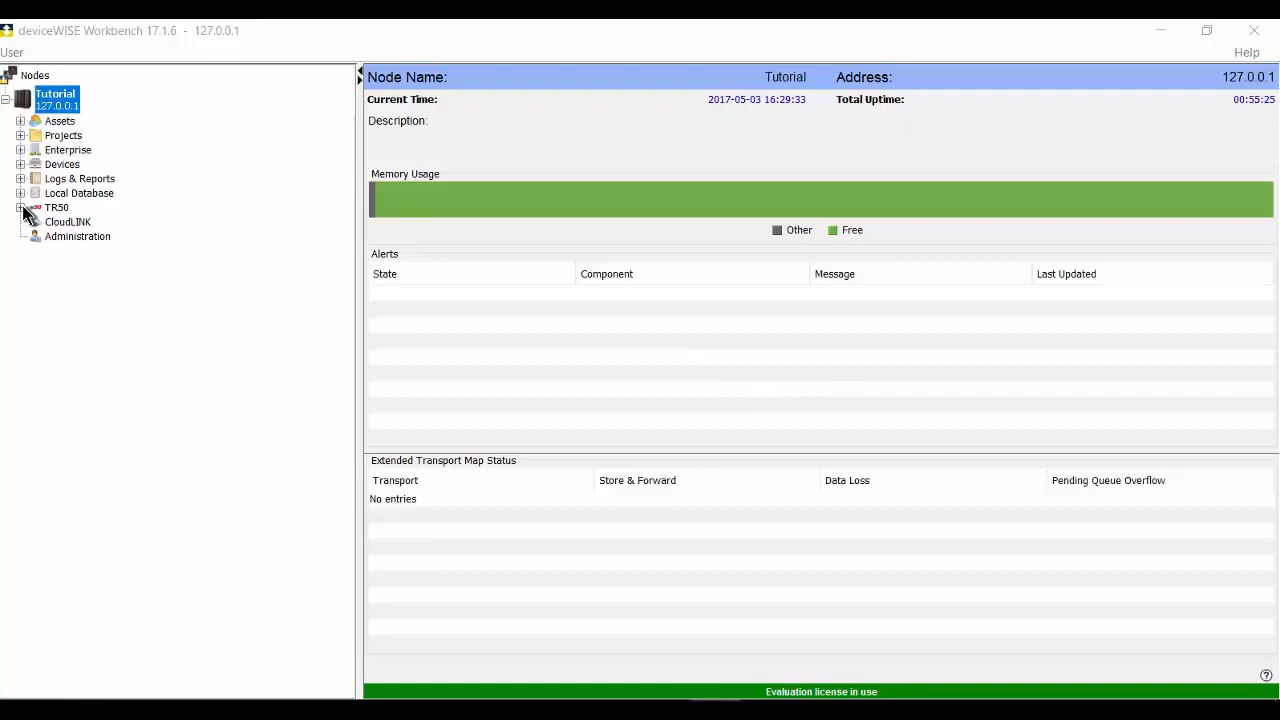 deviceWISE Workbench 17.1.6 - 127.0.0.1
User Help
Nodes
Tutorial
127.0.0.1
Assets
Projects
Enterprise
Devices
Logs & Reports
Local Database
TR50
CloudLINK
Administration
Node Name: Tutorial Address: 127.0.0.1
Current Time: 2017-05-03 16:29:33 Total Uptime: 00:55:25
Description:
Memory Usage
Other Free
Alerts
State Component Message Last Updated
Extended Transport Map Status
Transport Store & Forward Data Loss Pending Queue Overflow
No entries
Evaluation license in use